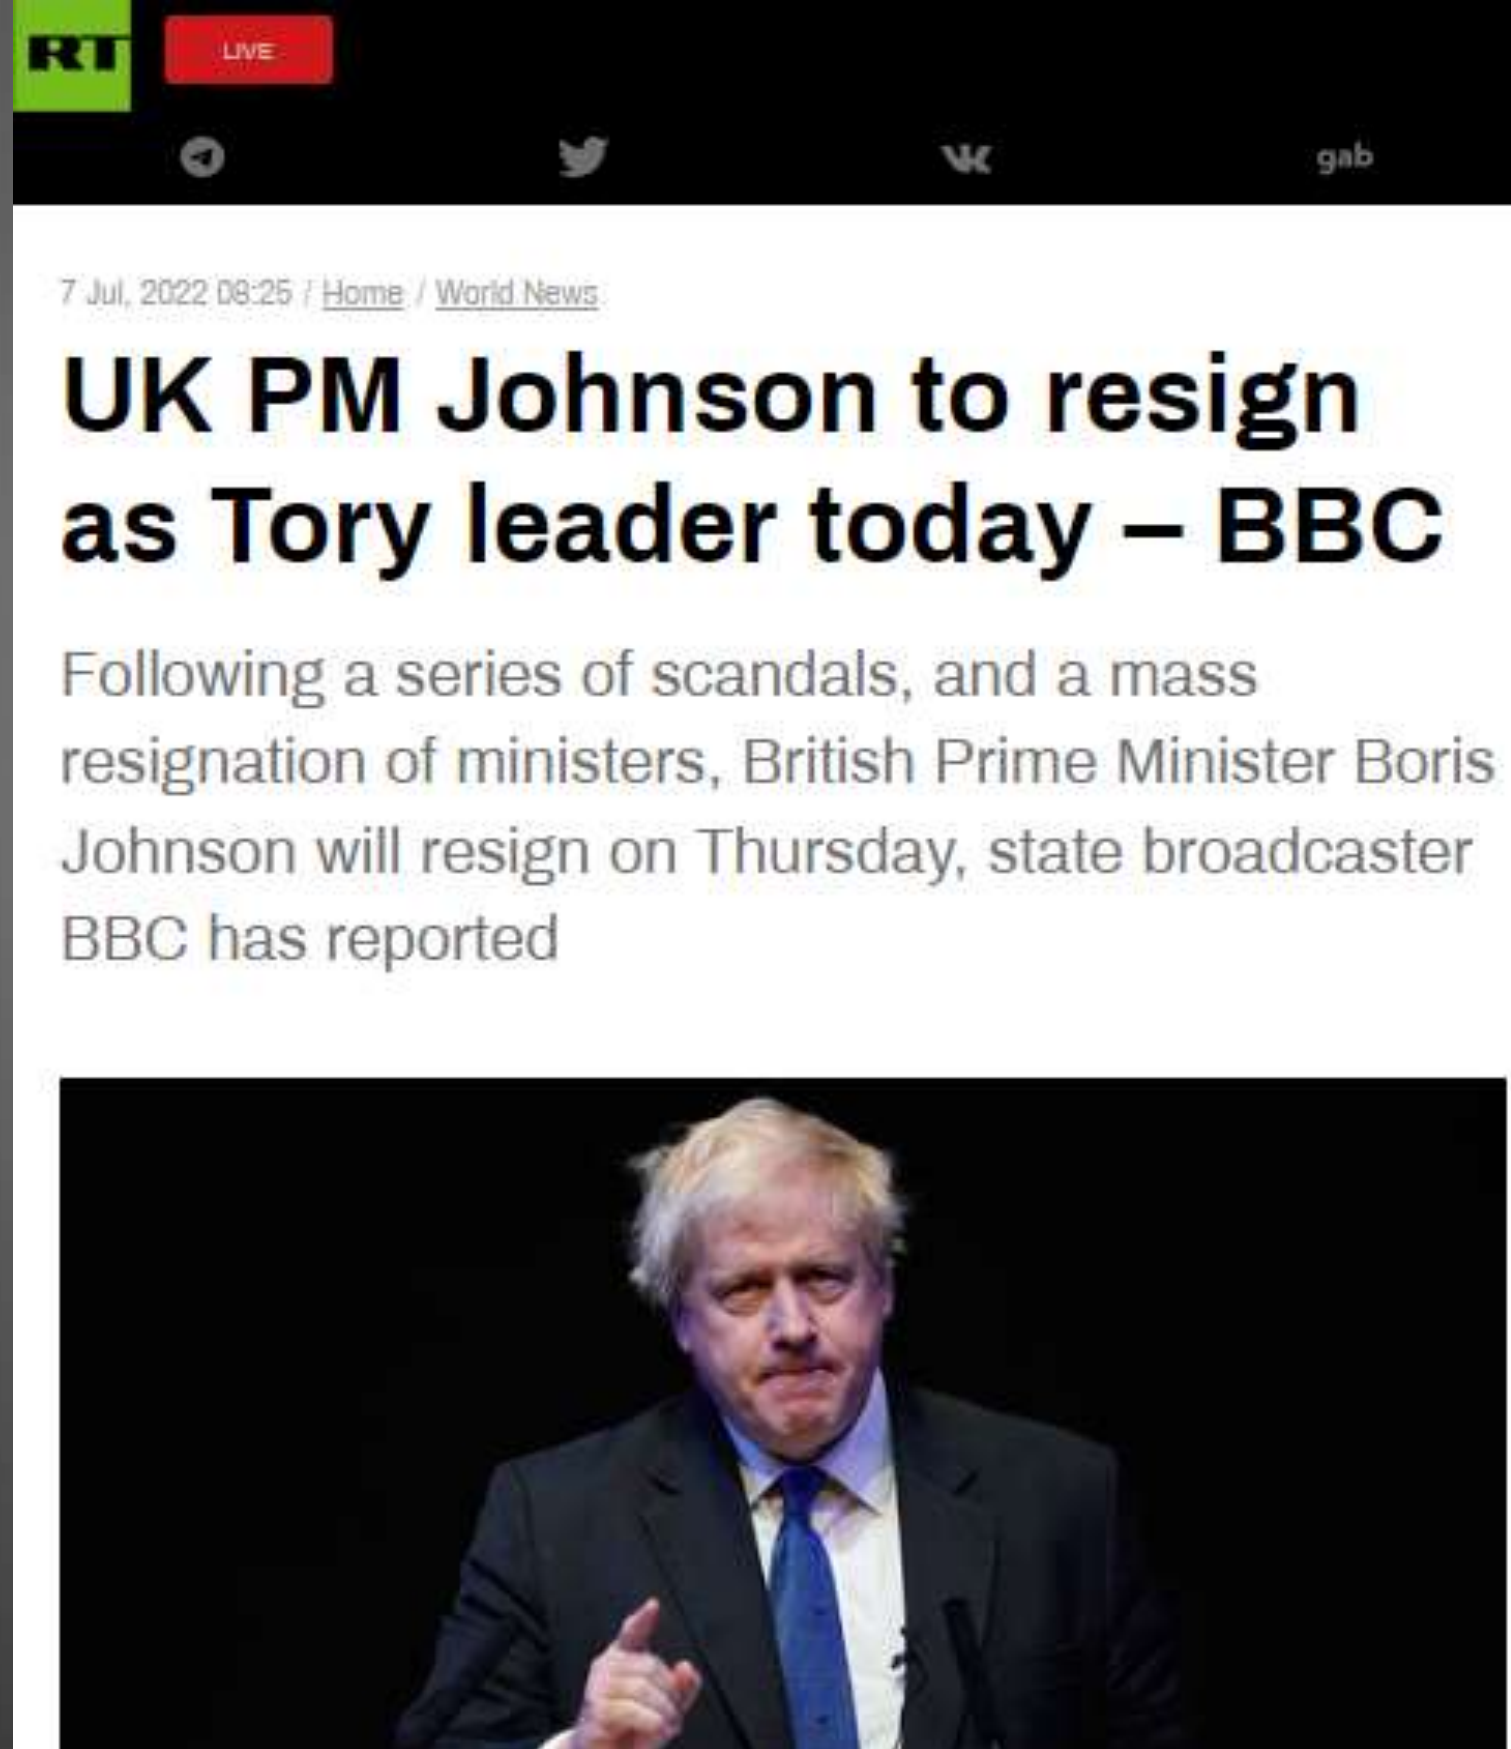 RT
LIVE
gab
7 Jul, 2022 08:25 / Home / World News
UK PM Johnson to resign
as Tory leader today – BBC
Following a series of scandals, and a mass
resignation of ministers, British Prime Minister Boris
Johnson will resign on Thursday, state broadcaster
BBC has reported